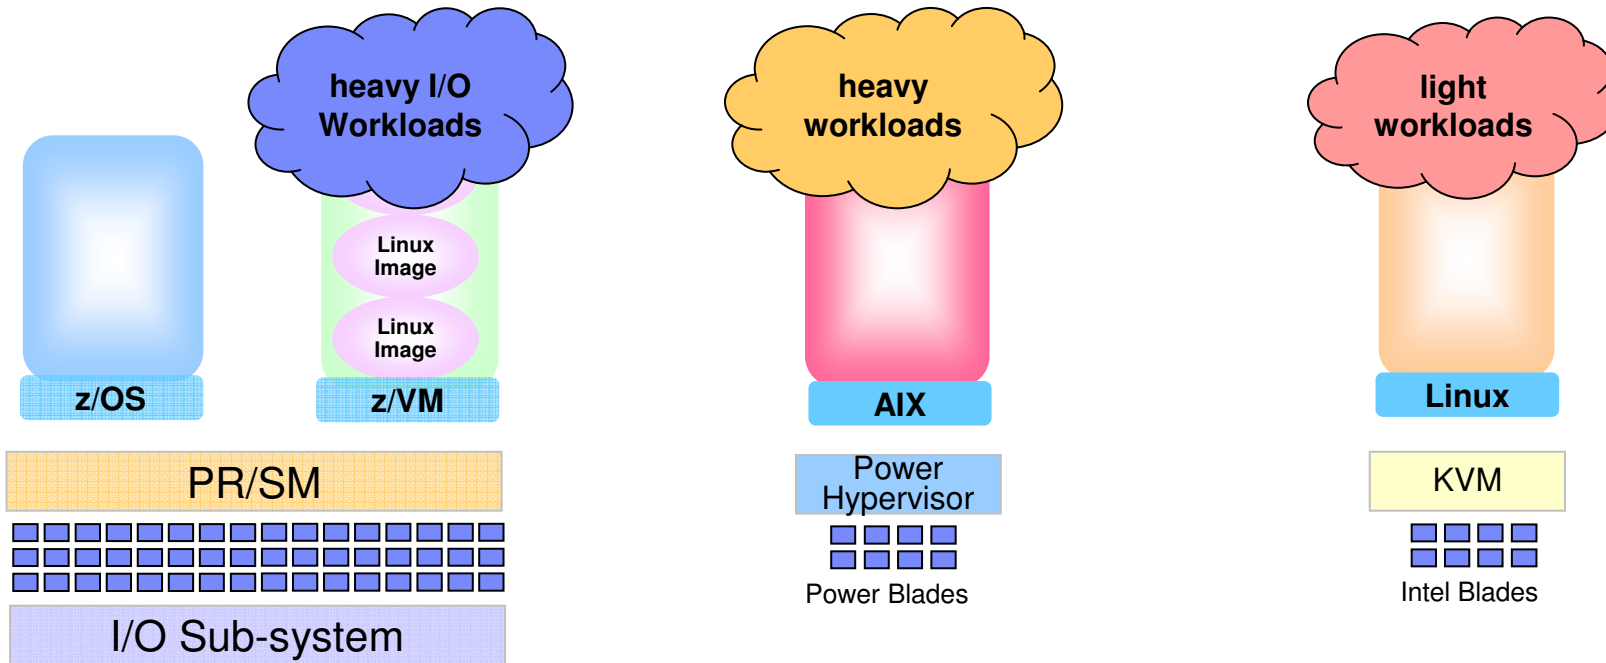 heavy I/O
Workloads
Linux
Image
Linux
Image
z/OS
z/VM
PR/SM
I/O Sub-system
heavy
workloads
AIX
Power
Hypervisor
Power Blades
light
workloads
Linux
KVM
Intel Blades